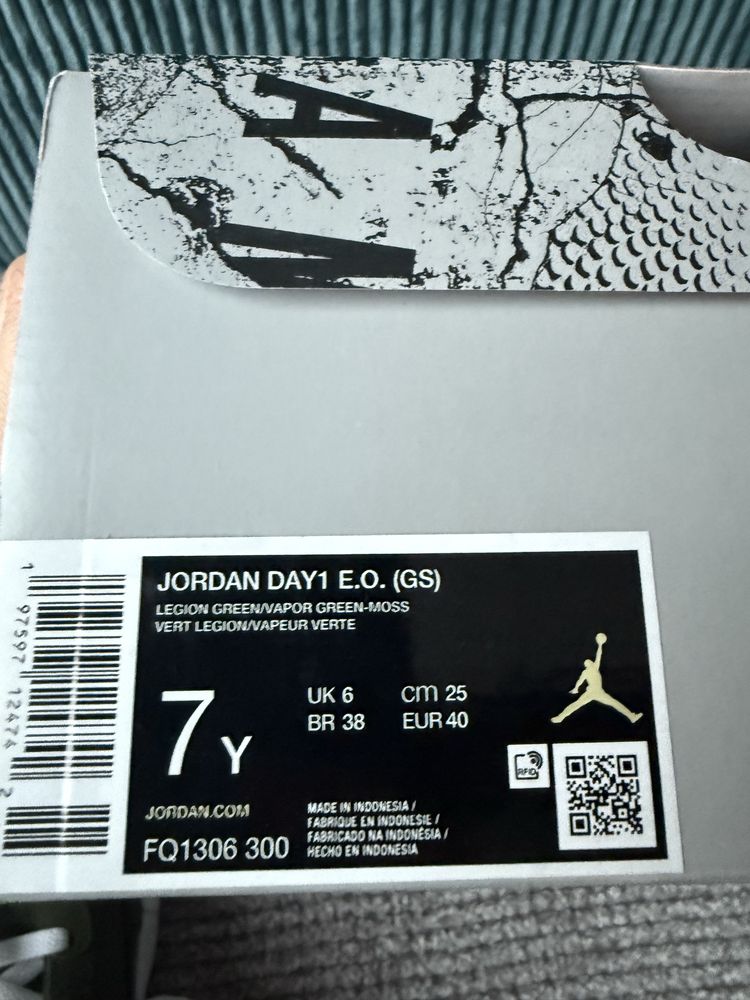 A
JORDAN DAY1 E.O. (GS)
LEGION GREEN/VAPOR GREEN-MOSS
VERT LEGION/VAPEUR VERTE
7Y
UK 6 cm 25
BR 38 EUR 40
RFID
JORDAN.COM
FQ1306 300
MADE IN INDONESIA /
FABRIQUE EN INDONESIE /
FABRICADO NA INDONÉSIA /
HECHO EN INDONESIA
1 97597 12474 2